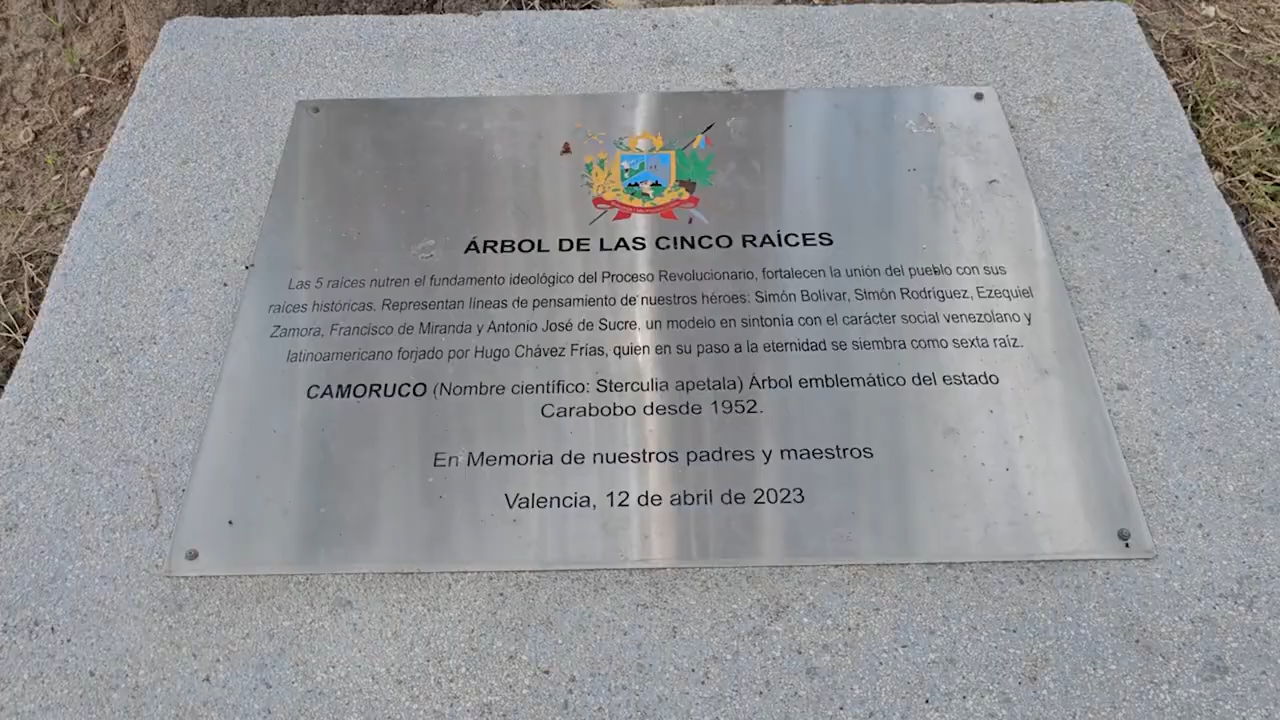 ÁRBOL DE LAS CINCO RAÍCES
Las 5 raíces nutren el fundamento ideológico del Proceso Revolucionario, fortalecen la unión del pueblo con sus
raíces históricas. Representan líneas de pensamiento de nuestros héroes: Simón Bolívar, Simón Rodríguez, Ezequiel
Zamora, Francisco de Miranda y Antonio José de Sucre, un modelo en sintonía con el carácter social venezolano y
latinoamericano forjado por Hugo Chávez Frías, quien en su paso a la eternidad se siembra como sexta raíz.
CAMORUCO (Nombre científico: Sterculia apetala) Árbol emblemático del estado
Carabobo desde 1952.
En Memoria de nuestros padres y maestros
Valencia, 12 de abril de 2023